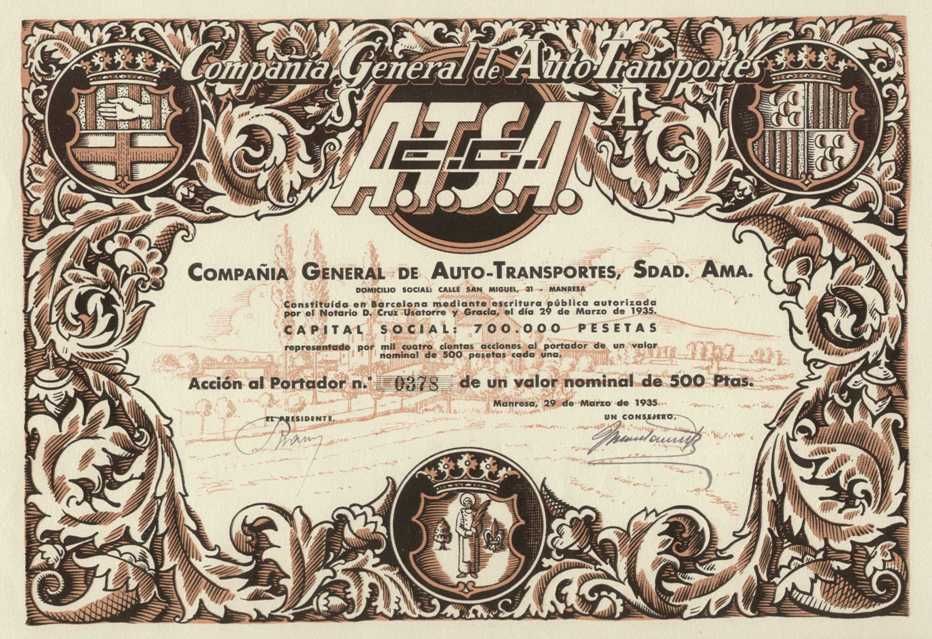 Compañia General de Auto Transportes
S. A.
A.T.S.A.
COMPAÑIA GENERAL DE AUTO-TRANSPORTES, SDAD. AMA.
DOMICILIO SOCIAL: CALLE SAN MIGUEL, 21 - MANRESA
Constituída en Barcelona mediante escritura pública autorizada
por el Notario D. Cruz Usatorre y Gracia, el día 29 de Marzo de 1935.
CAPITAL SOCIAL: 700.000 PESETAS
representado por mil cuatro cientas acciones al portador de un valor
nominal de 500 pesetas cada una.
Acción al Portador n.° 0378 de un valor nominal de 500 Ptas.
Manresa, 29 de Marzo de 1935
EL PRESIDENTE, UN CONSEJERO,